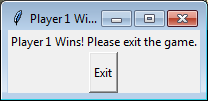 Player 1 Wi...
Player 1 Wins! Please exit the game.
Exit